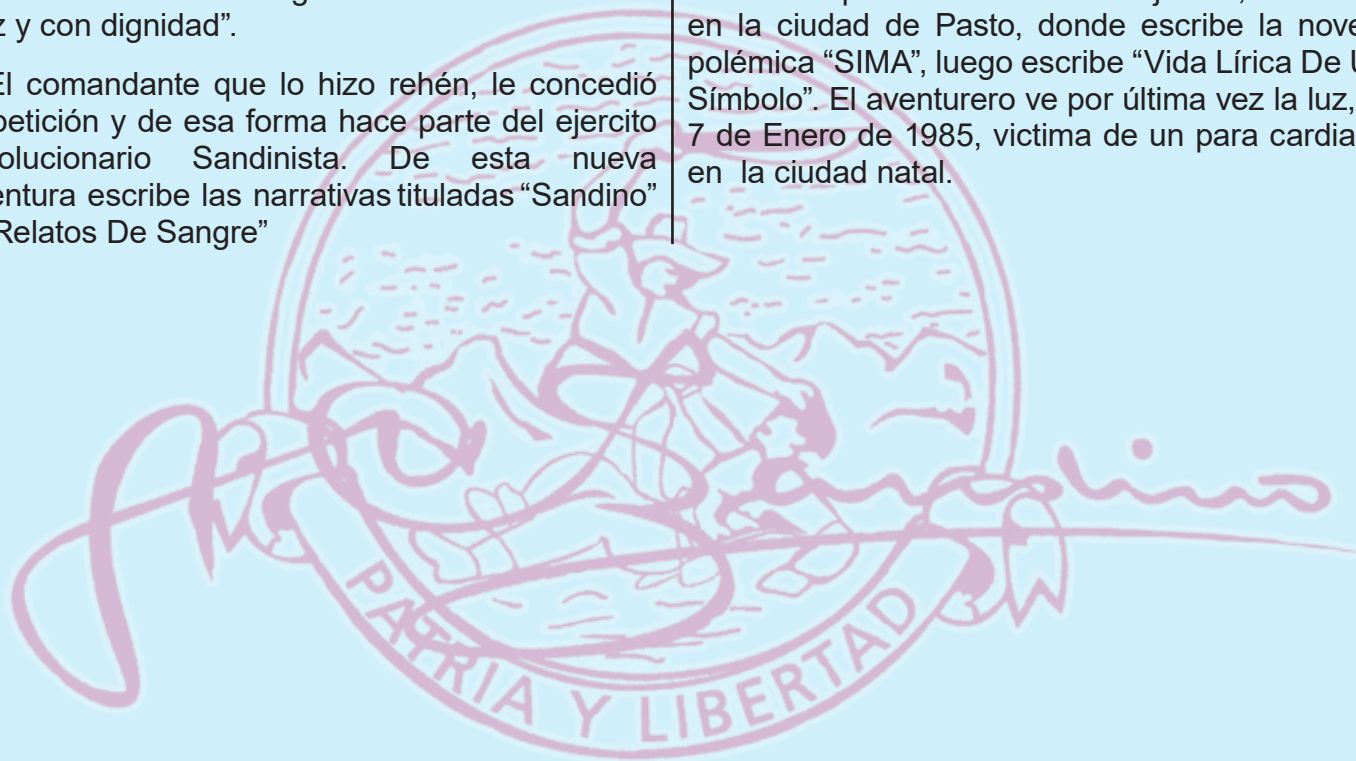 z y con dignidad”.
El comandante que lo hizo rehén, le concedió
petición y de esa forma hace parte del ejercito
olucionario Sandinista. De esta nueva
entura escribe las narrativas tituladas “Sandino”
Relatos De Sangre”
en la ciudad de Pasto, donde escribe la nove
polémica “SIMA”, luego escribe “Vida Lírica De U
Símbolo”. El aventurero ve por última vez la luz,
7 de Enero de 1985, victima de un para cardia
en la ciudad natal.
PATRIA Y LIBERTAD